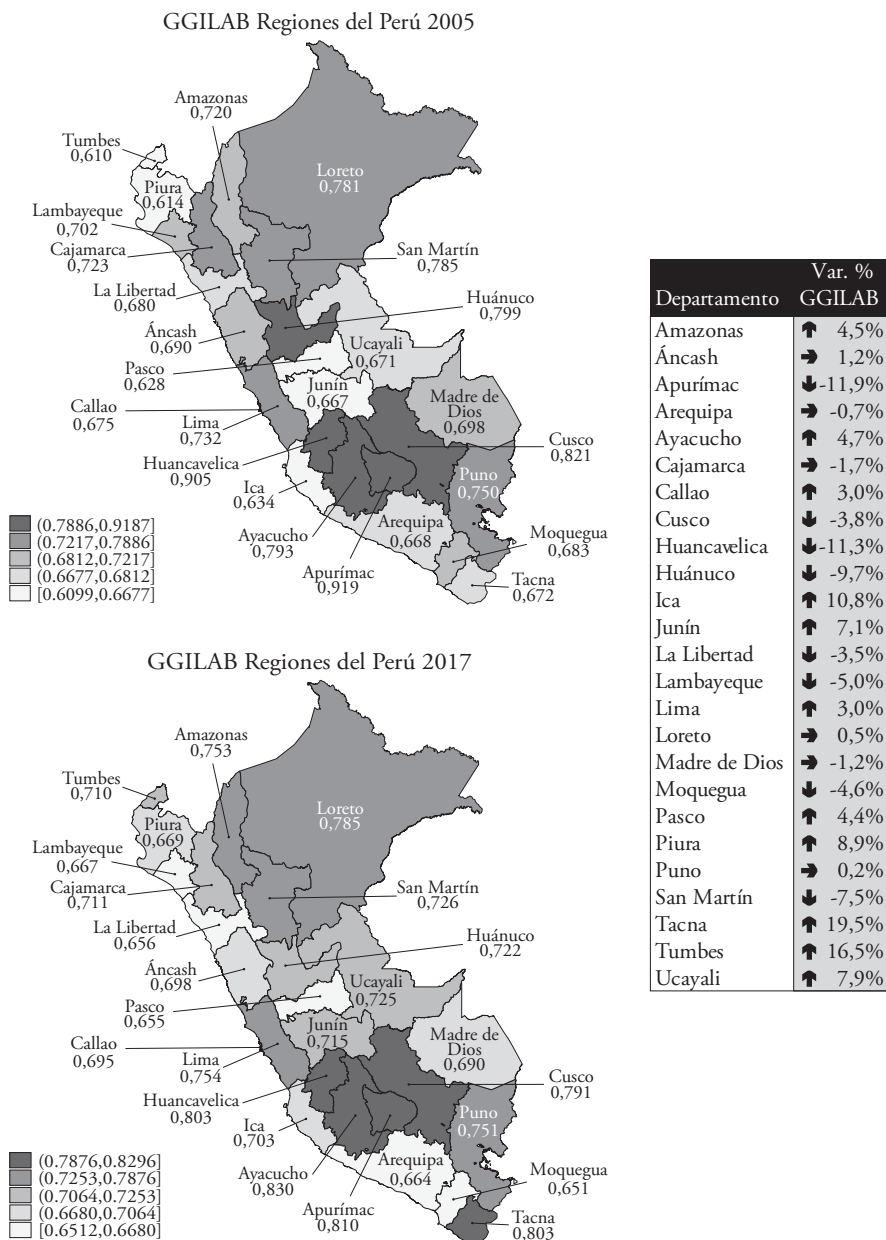 GGILAB Regiones del Perú 2005
Amazonas
0,720
Tumbes
0,610
Piura
0,614
Loreto
0,781
Lambayeque
0,702
Cajamarca
0,723
San Martín
0,785
La Libertad
0,680
Huánuco
0,799
Áncash
0,690
Ucayali
0,671
Pasco
0,628
Junín
0,667
Callao
0,675
Madre de
Dios
0,698
Lima
0,732
Cusco
0,821
Huancavelica
0,905
Puno
0,750
Ica
0,634
Ayacucho
0,793
Arequipa
0,668
Moquegua
0,683
Apurímac
0,919
Tacna
0,672
(0.7886,0.9187]
(0.7217,0.7886]
(0.6812,0.7217]
(0.6677,0.6812]
[0.6099,0.6677]
GGILAB Regiones del Perú 2017
Amazonas
0,753
Tumbes
0,710
Piura
0,669
Loreto
0,785
Lambayeque
0,667
Cajamarca
0,711
San Martín
0,726
La Libertad
0,656
Huánuco
0,722
Áncash
0,698
Ucayali
0,725
Pasco
0,655
Junín
0,715
Callao
0,695
Madre de
Dios
0,690
Lima
0,754
Cusco
0,791
Huancavelica
0,803
Puno
0,751
Ica
0,703
Ayacucho
0,830
Arequipa
0,664
Moquegua
0,651
Apurímac
0,810
Tacna
0,803
(0.7876,0.8296]
(0.7253,0.7876]
(0.7064,0.7253]
(0.6680,0.7064]
[0.6512,0.6680]
Var. %
Departamento GGILAB
Amazonas 4,5%
Áncash 1,2%
Apurímac -11,9%
Arequipa -0,7%
Ayacucho 4,7%
Cajamarca -1,7%
Callao 3,0%
Cusco -3,8%
Huancavelica -11,3%
Huánuco -9,7%
Ica 10,8%
Junín 7,1%
La Libertad -3,5%
Lambayeque -5,0%
Lima 3,0%
Loreto 0,5%
Madre de Dios -1,2%
Moquegua -4,6%
Pasco 4,4%
Piura 8,9%
Puno 0,2%
San Martín -7,5%
Tacna 19,5%
Tumbes 16,5%
Ucayali 7,9%